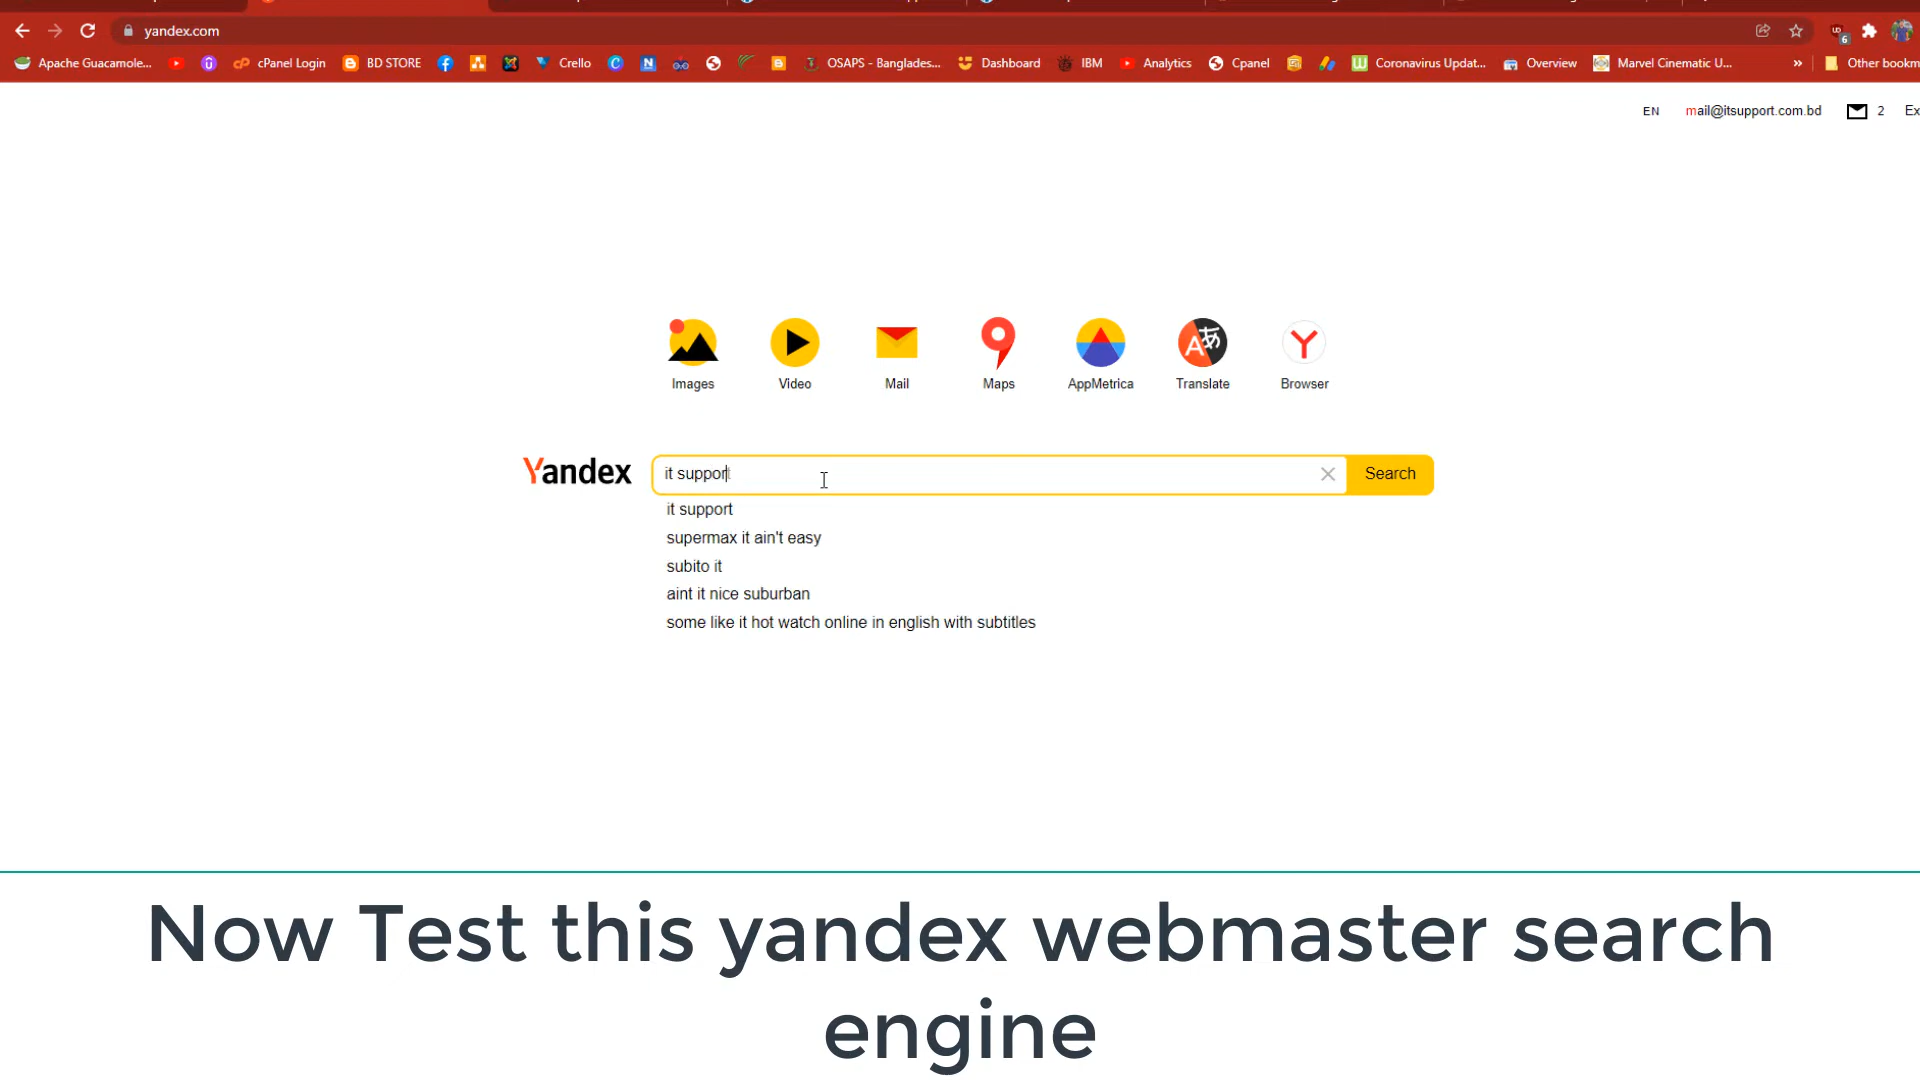 yandex.com
Apache Guacamole... cPanel Login BD STORE Crello OSAPS - Banglades... Dashboard IBM Analytics Cpanel Coronavirus Updat... Overview Marvel Cinematic U... » Other bookm
EN mail@itsupport.com.bd 2 Ex
Images Video Mail Maps AppMetrica Translate Browser
Yandex it support Search
it support
supermax it ain't easy
subito it
aint it nice suburban
some like it hot watch online in english with subtitles
Now Test this yandex webmaster search
engine